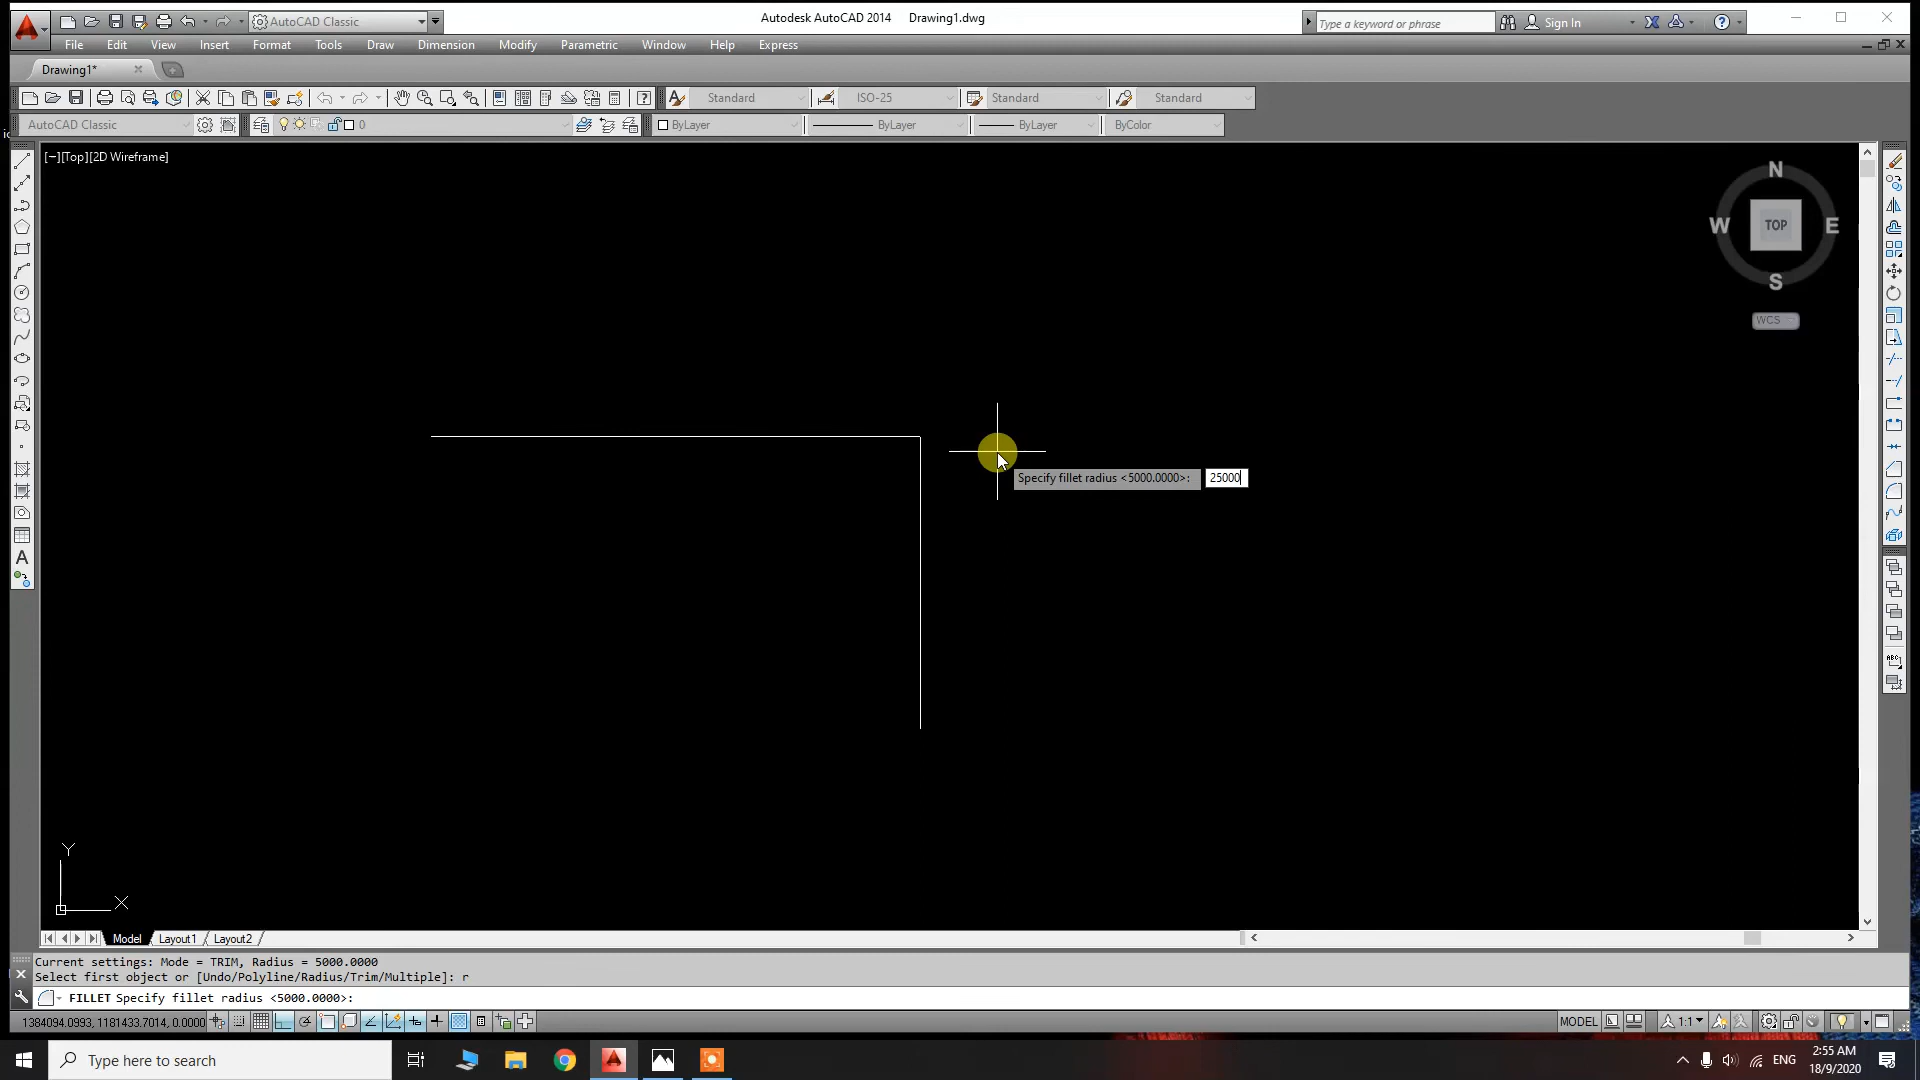 AutoCAD Classic
Autodesk AutoCAD 2014 Drawing1.dwg
Type a keyword or phrase
Sign In
File Edit View Insert Format Tools Draw Dimension Modify Parametric Window Help Express
Drawing1*
Standard ISO-25 Standard Standard
AutoCAD Classic 0 ByLayer ByLayer ByLayer ByColor
[−][Top][2D Wireframe]
N
W TOP E
S
WCS
Specify fillet radius <5000.0000>: 25000
A
ABC
Y
X
Model Layout1 Layout2
Current settings: Mode = TRIM, Radius = 5000.0000
Select first object or [Undo/Polyline/Radius/Trim/Multiple]: r
FILLET Specify fillet radius <5000.0000>:
1384094.0993, 1181433.7014, 0.0000
MODEL 1:1
Type here to search
ENG
2:55 AM
18/9/2020